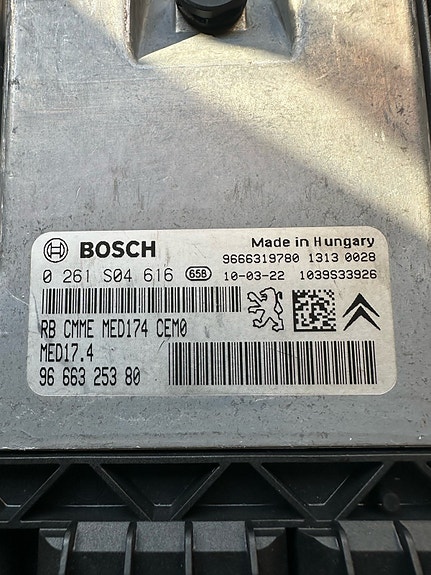 BOSCH
Made in Hungary
9666319780 1313 0028
0 261 S04 616 658 10-03-22 1039S33926
RB CMME MED174 CEM0
MED17.4
96 663 253 80